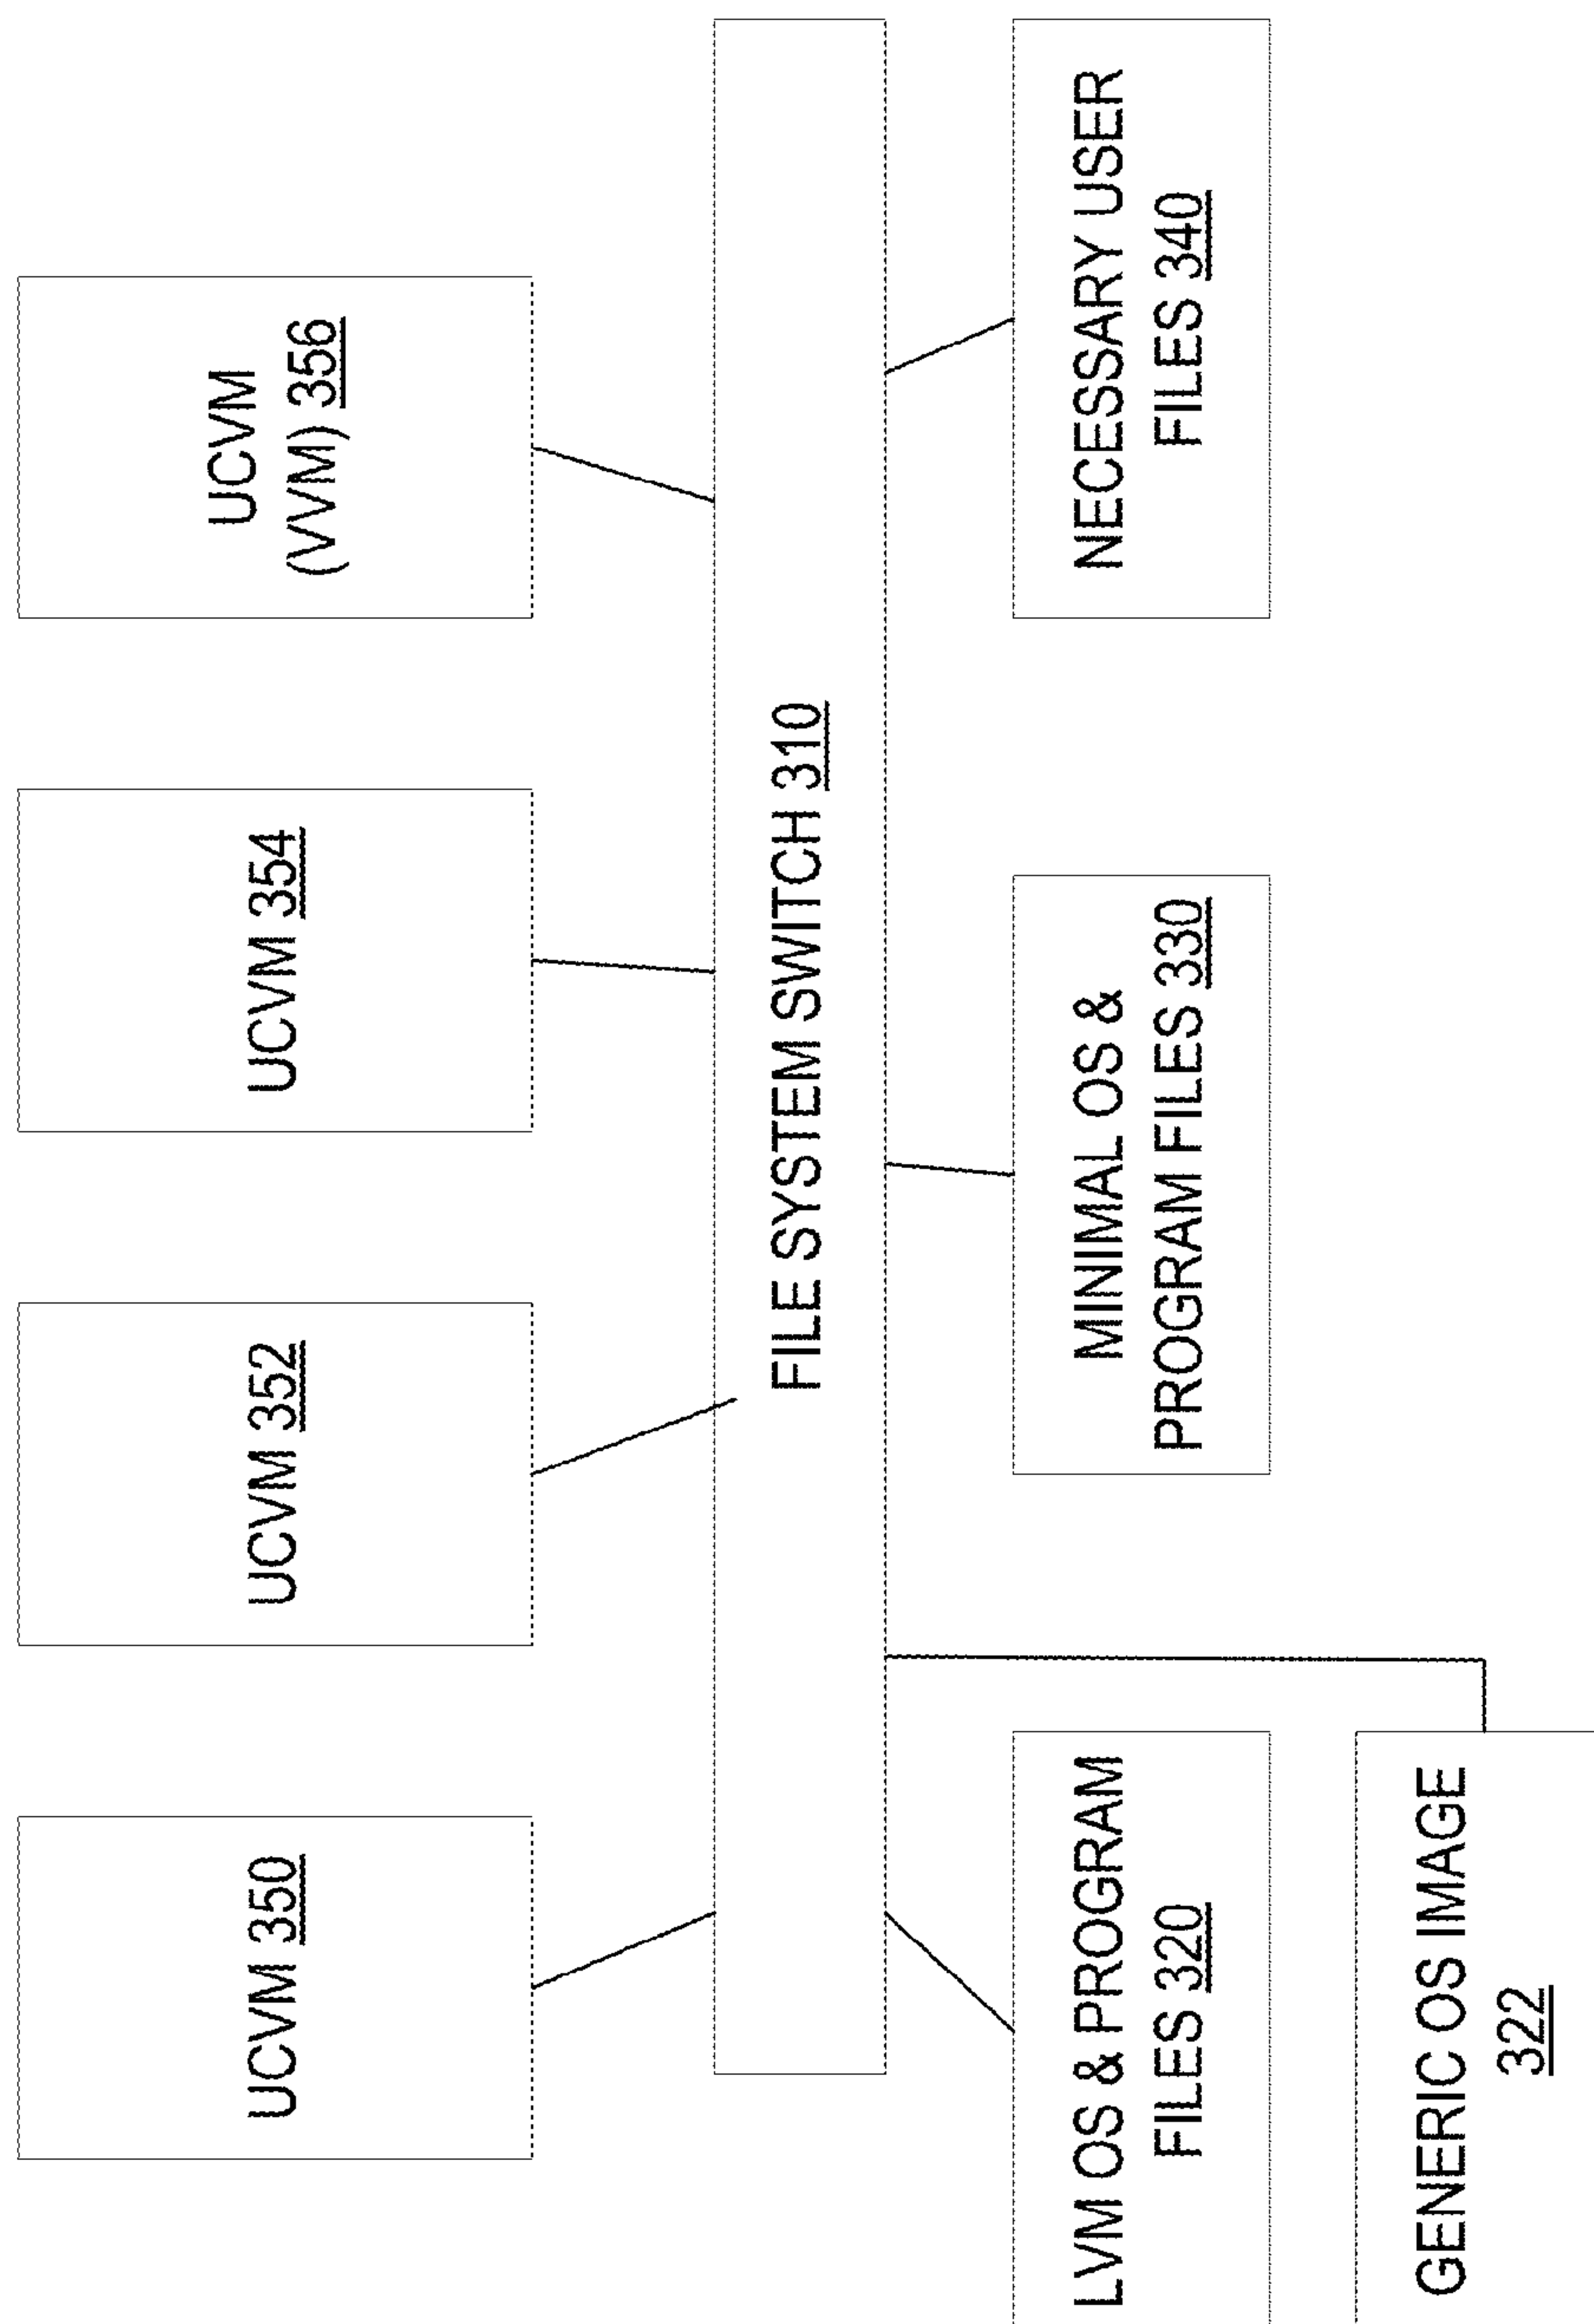 UCVM 350
UCVM 352
UCVM 354
UCVM
(VVM) 356
FILE SYSTEM SWITCH 310
LVM OS & PROGRAM
FILES 320
MINIMAL OS &
PROGRAM FILES 330
NECESSARY USER
FILES 340
GENERIC OS IMAGE
322